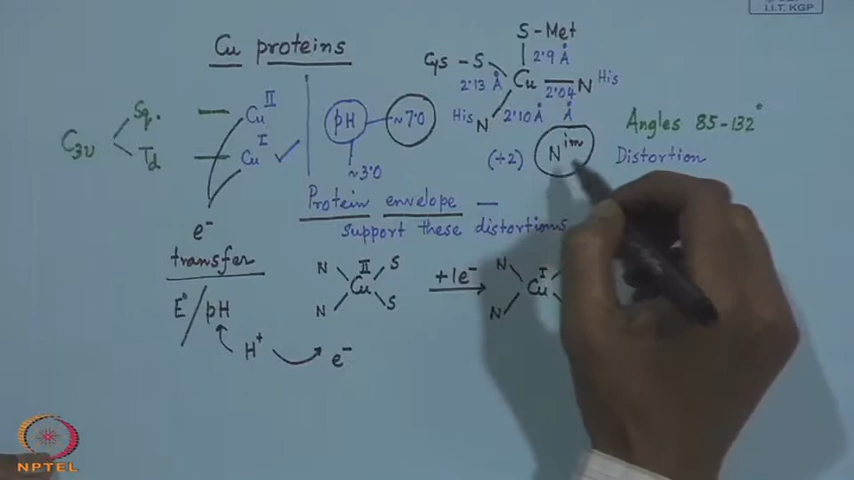 I.I.T. KGP
Cu proteins
S-Met
Cys - S
2.9 Å
2.13 Å
Cu
N His
2.04 Å
His N
2.10 Å
C3v
Sq.
Td
Cu II
Cu I ✓
pH ~ 7.0
~3.0
(+2)
N im
Angles 85-132°
Distortion
Protein envelope —
support these distortions
e⁻
transfer
E°/pH
H⁺
e⁻
N S
II
Cu
N S
+1e⁻
N
I
Cu
N
NPTEL